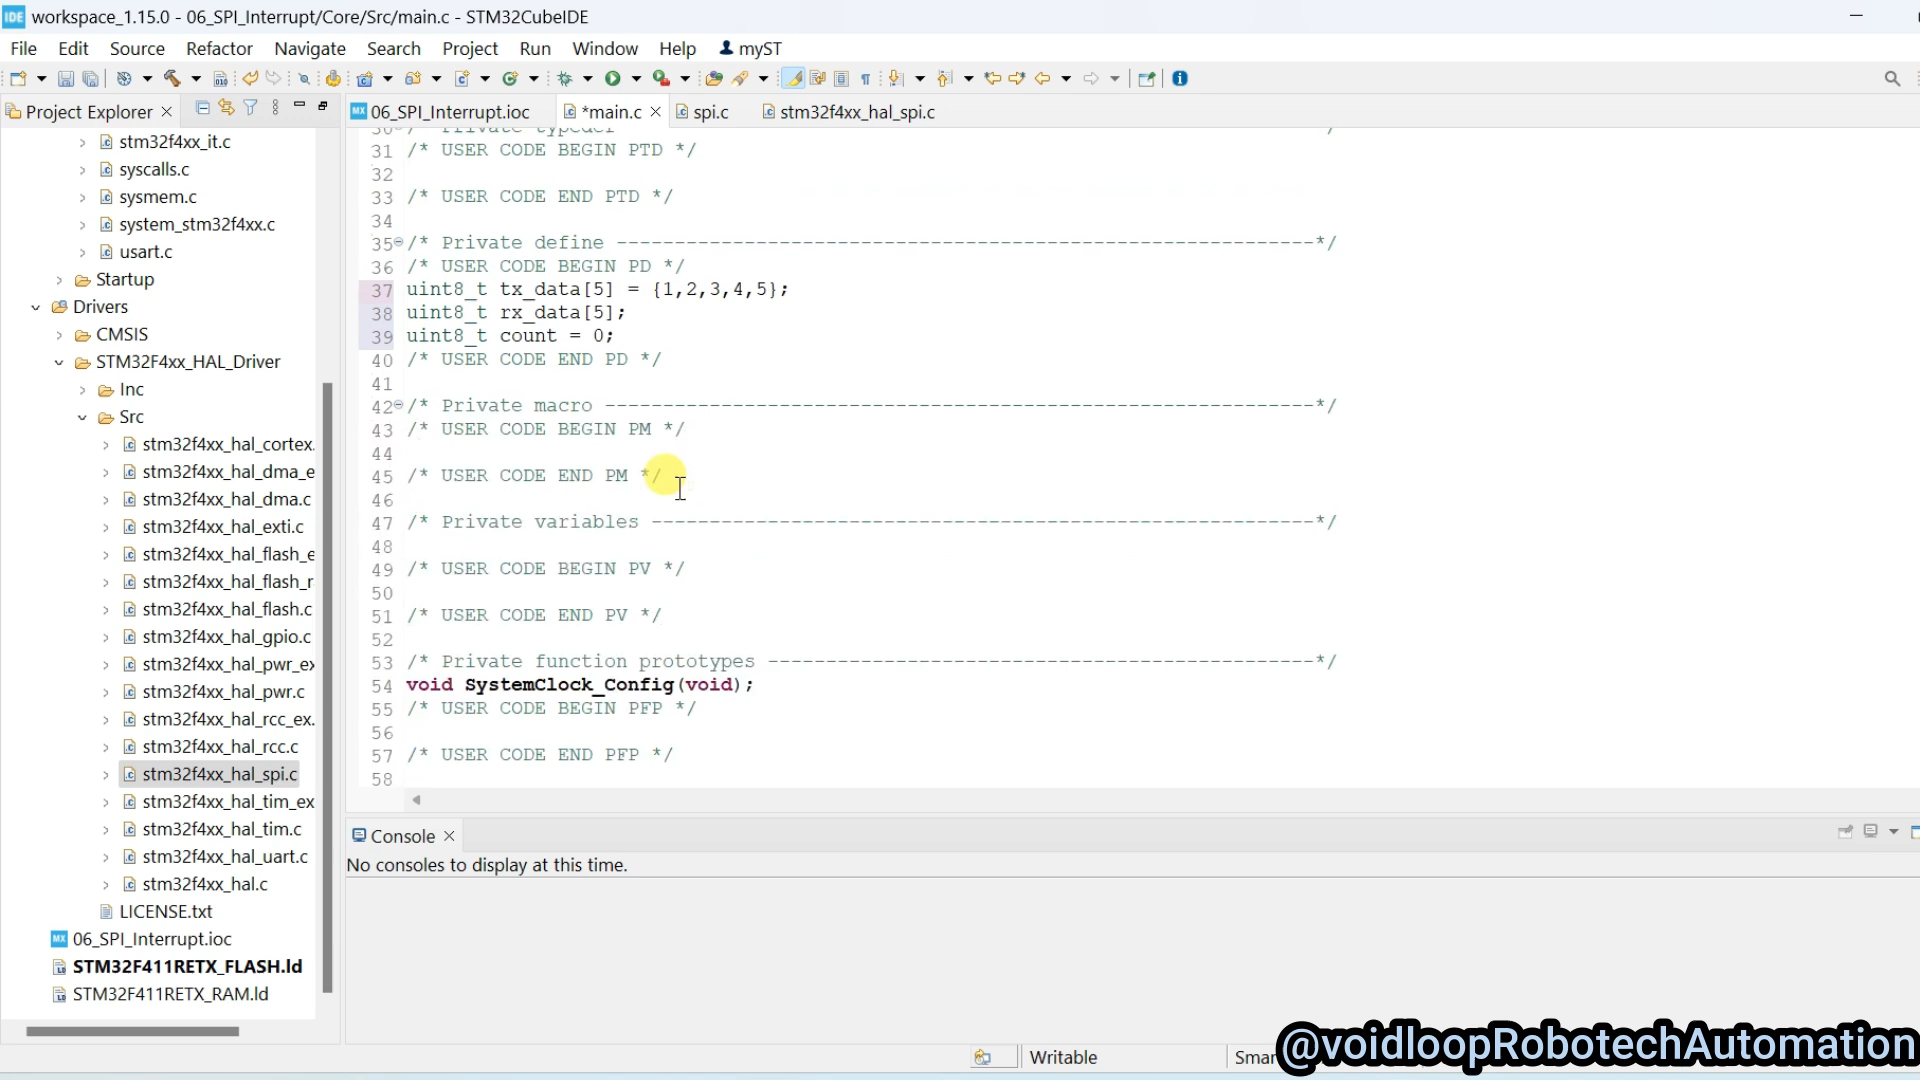 IDE workspace_1.15.0 - 06_SPI_Interrupt/Core/Src/main.c - STM32CubeIDE
File Edit Source Refactor Navigate Search Project Run Window Help myST
Project Explorer
MX 06_SPI_Interrupt.ioc *main.c spi.c stm32f4xx_hal_spi.c
stm32f4xx_it.c
syscalls.c
sysmem.c
system_stm32f4xx.c
usart.c
Startup
Drivers
CMSIS
STM32F4xx_HAL_Driver
Inc
Src
stm32f4xx_hal_cortex.
stm32f4xx_hal_dma_e
stm32f4xx_hal_dma.c
stm32f4xx_hal_exti.c
stm32f4xx_hal_flash_e
stm32f4xx_hal_flash_r
stm32f4xx_hal_flash.c
stm32f4xx_hal_gpio.c
stm32f4xx_hal_pwr_ex
stm32f4xx_hal_pwr.c
stm32f4xx_hal_rcc_ex.
stm32f4xx_hal_rcc.c
stm32f4xx_hal_spi.c
stm32f4xx_hal_tim_ex
stm32f4xx_hal_tim.c
stm32f4xx_hal_uart.c
stm32f4xx_hal.c
LICENSE.txt
MX 06_SPI_Interrupt.ioc
STM32F411RETX_FLASH.ld
STM32F411RETX_RAM.ld
30 /* Private typedef */
31 /* USER CODE BEGIN PTD */
32
33 /* USER CODE END PTD */
34
35 /* Private define ------------------------------------------------------------*/
36 /* USER CODE BEGIN PD */
37 uint8_t tx_data[5] = {1,2,3,4,5};
38 uint8_t rx_data[5];
39 uint8_t count = 0;
40 /* USER CODE END PD */
41
42 /* Private macro -------------------------------------------------------------*/
43 /* USER CODE BEGIN PM */
44
45 /* USER CODE END PM */
46
47 /* Private variables ---------------------------------------------------------*/
48
49 /* USER CODE BEGIN PV */
50
51 /* USER CODE END PV */
52
53 /* Private function prototypes -----------------------------------------------*/
54 void SystemClock_Config(void);
55 /* USER CODE BEGIN PFP */
56
57 /* USER CODE END PFP */
58
Console
No consoles to display at this time.
Writable
Smar
@voidloopRobotechAutomation